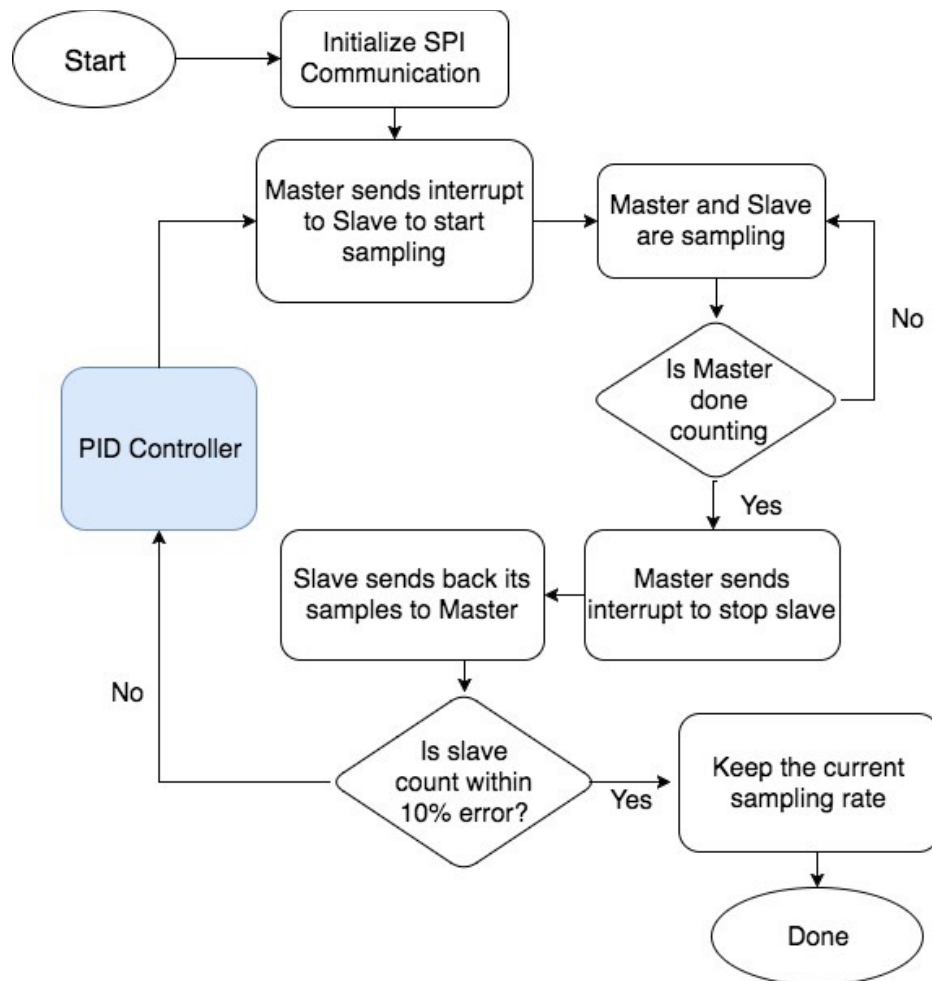 Start
Initialize SPI
Communication
Master sends interrupt
to Slave to start
sampling
Master and Slave
are sampling
No
Is Master
done
counting
Yes
Master sends
interrupt to stop slave
Slave sends back its
samples to Master
PID Controller
No
Is slave
count within
10% error?
Yes
Keep the current
sampling rate
Done